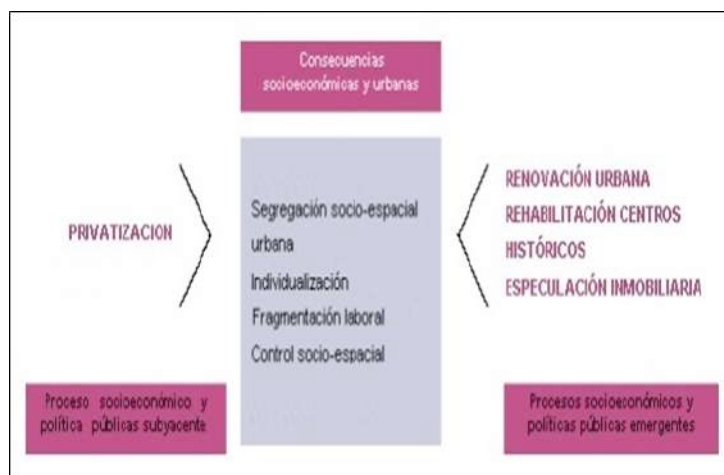 Consecuencias
socioeconómicas y urbanas
PRIVATIZACION
Segregación socio-espacial
urbana
Individualización
Fragmentación laboral
Control socio-espacial
RENOVACIÓN URBANA
REHABILITACIÓN CENTROS
HISTÓRICOS
ESPECULACIÓN INMOBILIARIA
Proceso socioeconómico y
política públicas subyacente
Procesos socioeconómicos y
políticas públicas emergentes